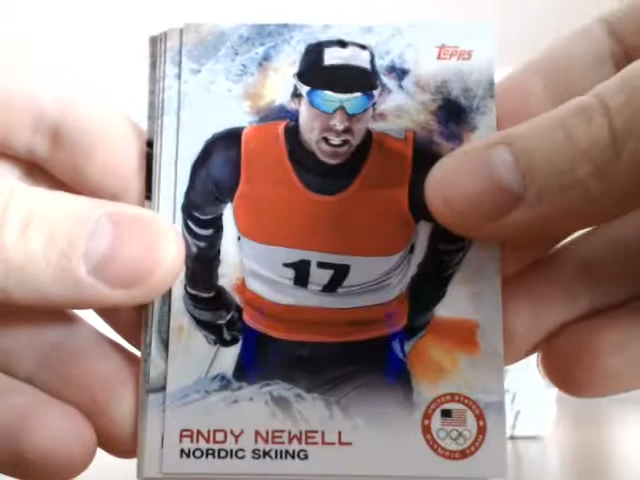 Topps
17
ANDY NEWELL
NORDIC SKIING
UNITED STATES
OLYMPIC TEAM